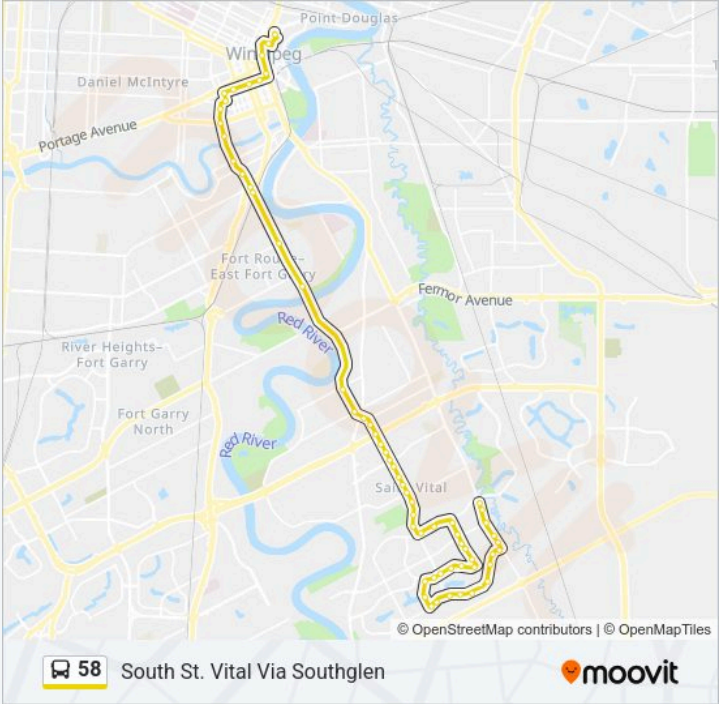 Point Douglas
Winnipeg
Daniel McIntyre
Portage Avenue
Fort Rouge–
East Fort Garry
Fermor Avenue
Red River
River Heights–
Fort Garry
Fort Garry
North
Red River
Saint Vital
© OpenStreetMap contributors | © OpenMapTiles
58 South St. Vital Via Southglen
moovit